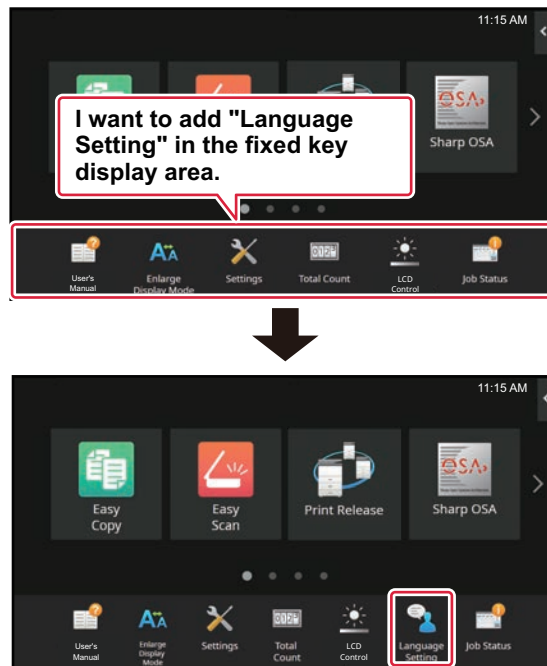 11:15 AM
I want to add "Language
Setting" in the fixed key
display area.
OSA
Sharp OSA
User's
Manual
Enlarge
Display Mode
Settings
Total Count
LCD
Control
Job Status
11:15 AM
Easy
Copy
Easy
Scan
Print Release
OSA
Sharp OSA
User's
Manual
Enlarge
Display
Mode
Settings
Total
Count
LCD
Control
Language
Setting
Job Status